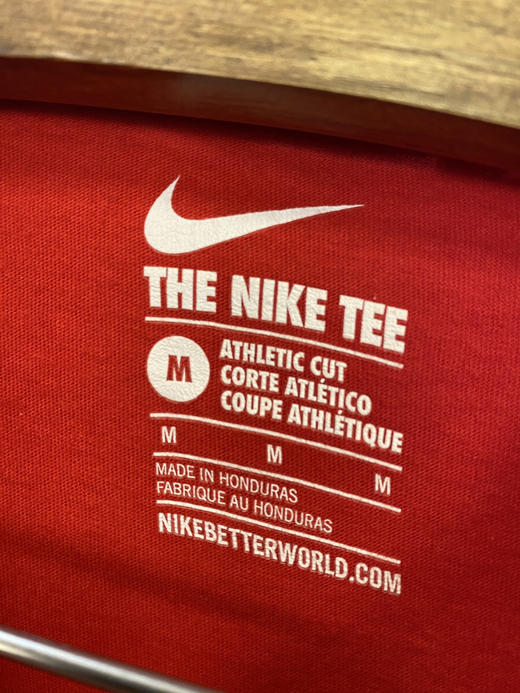 THE NIKE TEE
M
ATHLETIC CUT
CORTE ATLÉTICO
COUPE ATHLÉTIQUE
M M M
MADE IN HONDURAS
FABRIQUE AU HONDURAS
NIKEBETTERWORLD.COM